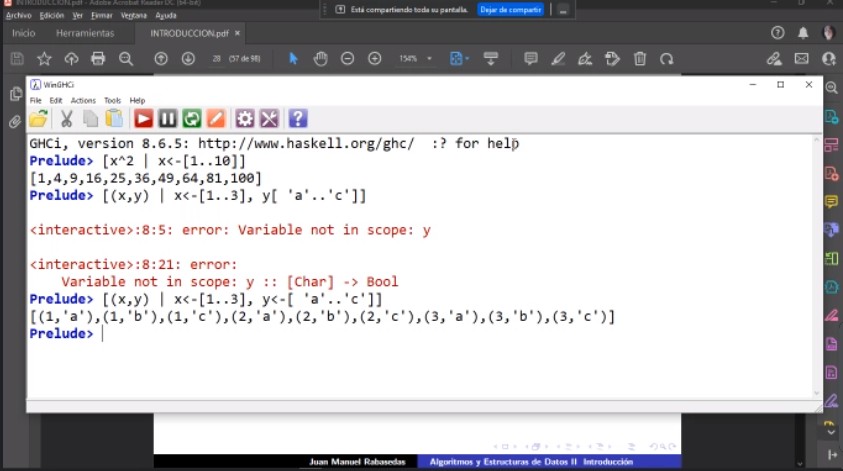 INTRODUCCION.pdf - Adobe Acrobat Reader DC (64-bit)
Está compartiendo toda su pantalla. Dejar de compartir
Archivo Edición Ver Firmar Ventana Ayuda
Inicio Herramientas INTRODUCCION.pdf ×
28 (57 de 98) 154%
WinGHCi
File Edit Actions Tools Help
GHCi, version 8.6.5: http://www.haskell.org/ghc/ :? for help
Prelude> [x^2 | x<-[1..10]]
[1,4,9,16,25,36,49,64,81,100]
Prelude> [(x,y) | x<-[1..3], y[ 'a'..'c']]
<interactive>:8:5: error: Variable not in scope: y
<interactive>:8:21: error:
Variable not in scope: y :: [Char] -> Bool
Prelude> [(x,y) | x<-[1..3], y<-[ 'a'..'c']]
[(1,'a'),(1,'b'),(1,'c'),(2,'a'),(2,'b'),(2,'c'),(3,'a'),(3,'b'),(3,'c')]
Prelude>
Juan Manuel Rabasedas Algoritmos y Estructuras de Datos II Introducción